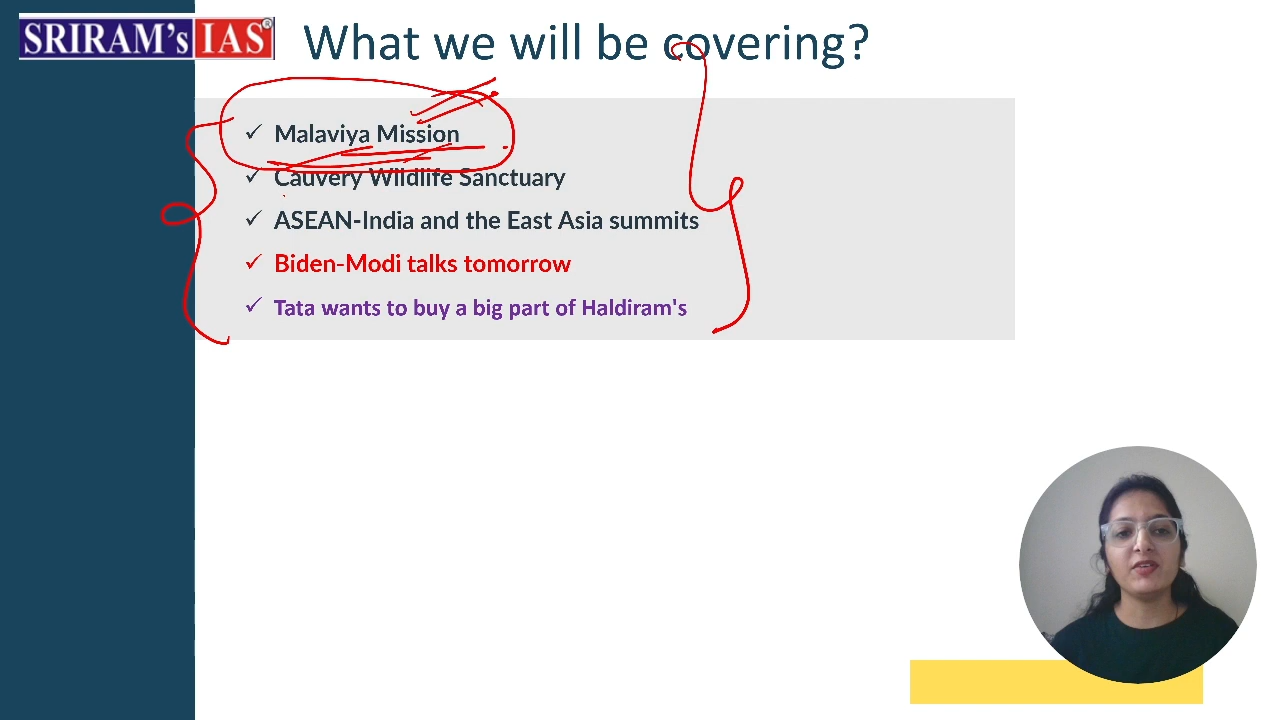 SRIRAM's IAS®
What we will be covering?
✓ Malaviya Mission
✓ Cauvery Wildlife Sanctuary
✓ ASEAN-India and the East Asia summits
✓ Biden-Modi talks tomorrow
✓ Tata wants to buy a big part of Haldiram's